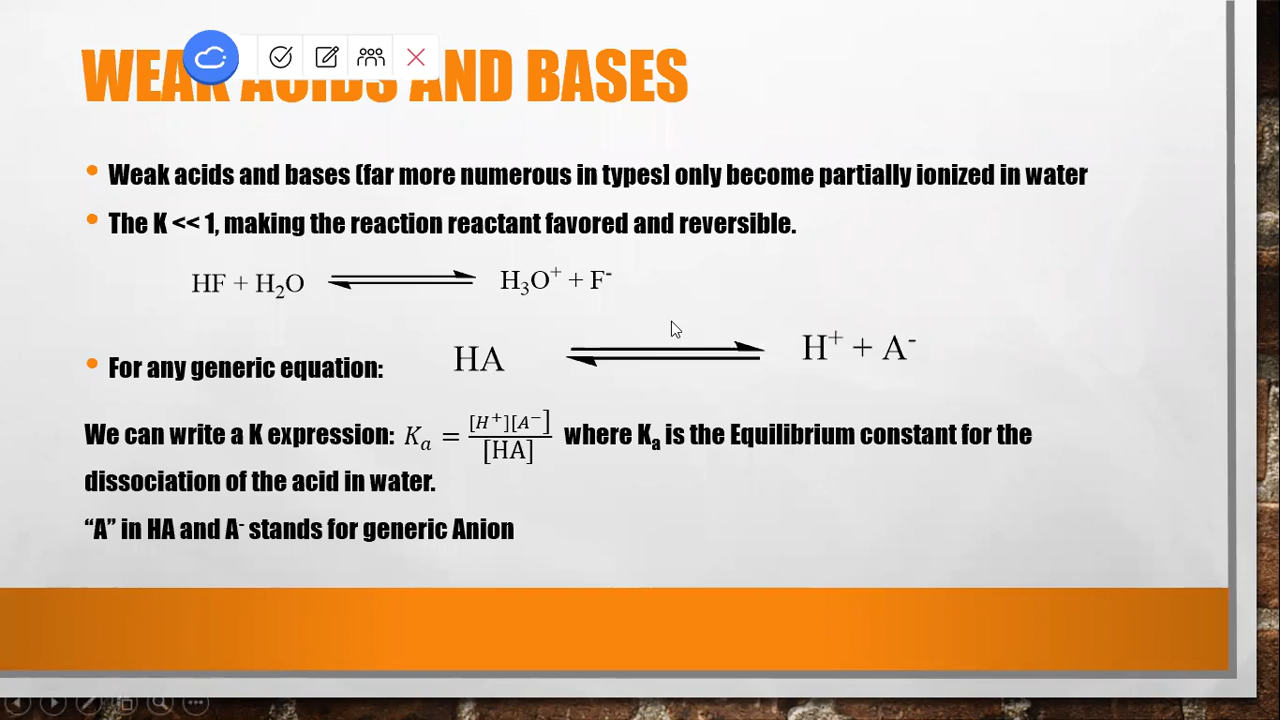 WEAK ACIDS AND BASES
• Weak acids and bases (far more numerous in types) only become partially ionized in water
• The K << 1, making the reaction reactant favored and reversible.
HF + H₂O ⇌ H₃O⁺ + F⁻
• For any generic equation: HA ⇌ H⁺ + A⁻
We can write a K expression: Kₐ = [H⁺][A⁻] / [HA] where Kₐ is the Equilibrium constant for the
dissociation of the acid in water.
“A” in HA and A⁻ stands for generic Anion